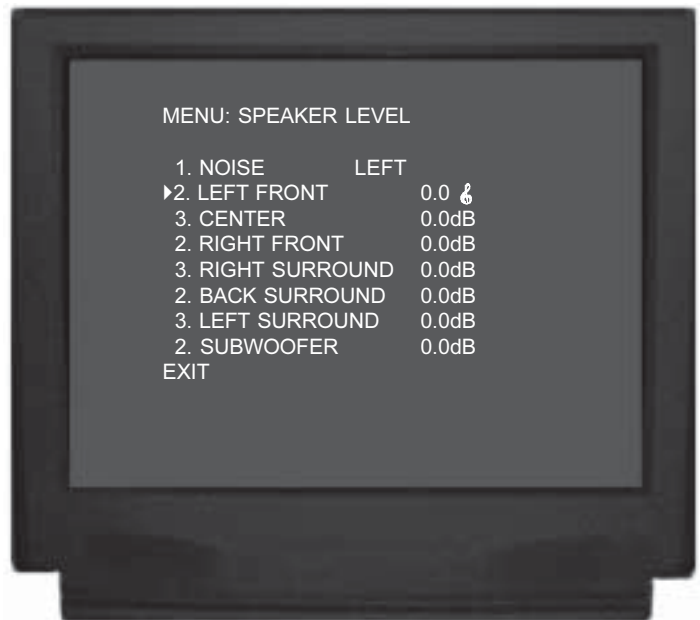 MENU: SPEAKER LEVEL
1. NOISE LEFT
2. LEFT FRONT 0.0
3. CENTER 0.0dB
2. RIGHT FRONT 0.0dB
3. RIGHT SURROUND 0.0dB
2. BACK SURROUND 0.0dB
3. LEFT SURROUND 0.0dB
2. SUBWOOFER 0.0dB
EXIT